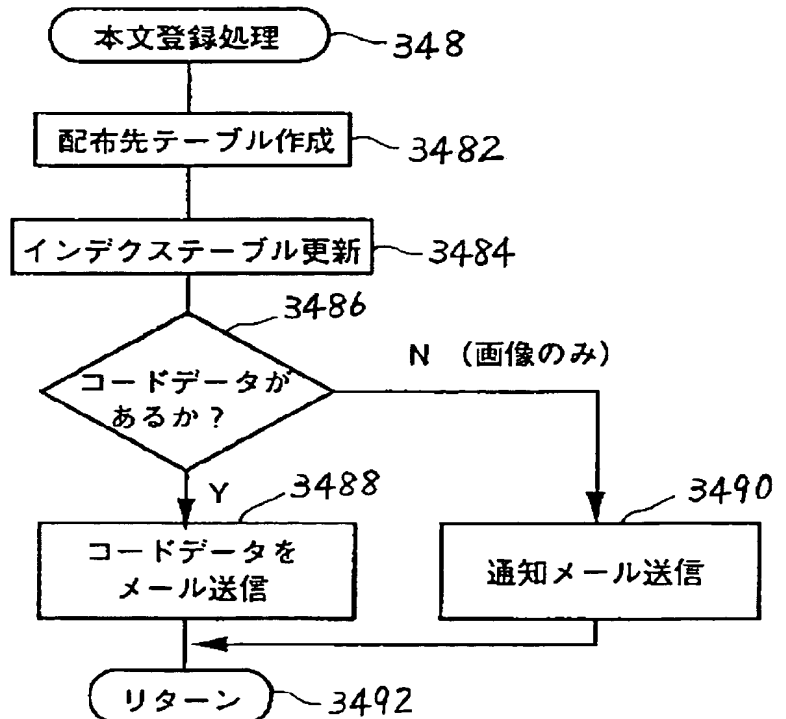 本文登録処理
348
配布先テーブル作成
3482
インデクステーブル更新
3484
3486
コードデータが
あるか?
N (画像のみ)
Y
3488
コードデータを
メール送信
3490
通知メール送信
リターン
3492